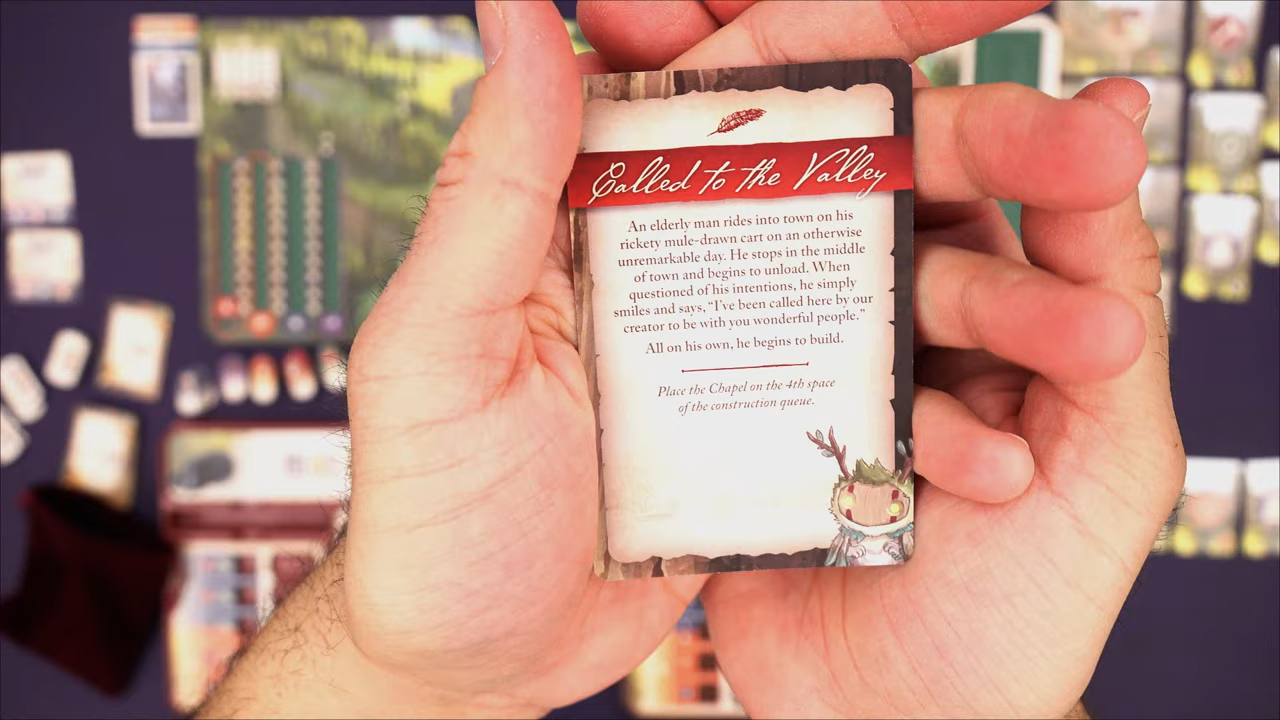 Called to the Valley
An elderly man rides into town on his
rickety mule-drawn cart on an otherwise
unremarkable day. He stops in the middle
of town and begins to unload. When
questioned of his intentions, he simply
smiles and says, “I’ve been called here by our
creator to be with you wonderful people.”
All on his own, he begins to build.
Place the Chapel on the 4th space
of the construction queue.